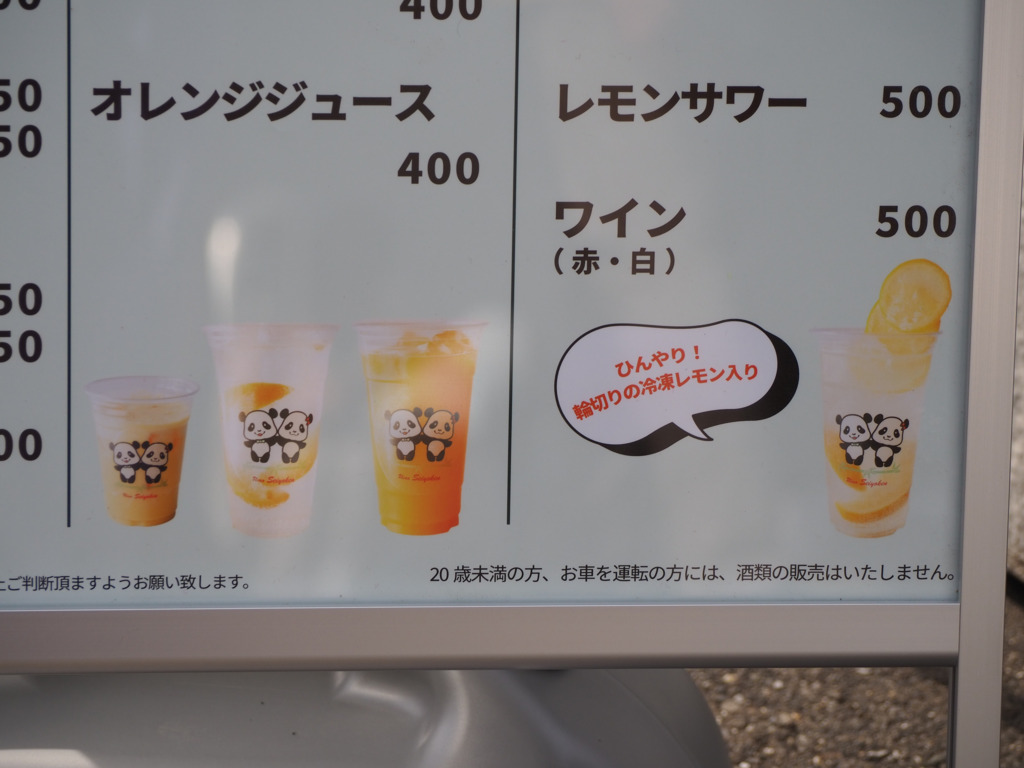 50
50
50
50
00
400
オレンジジュース
400
レモンサワー 500
ワイン 500
(赤・白)
ひんやり！
輪切りの冷凍レモン入り
ご判断頂ますようお願い致します。
20歳未満の方、お車を運転の方には、酒類の販売はいたしません。